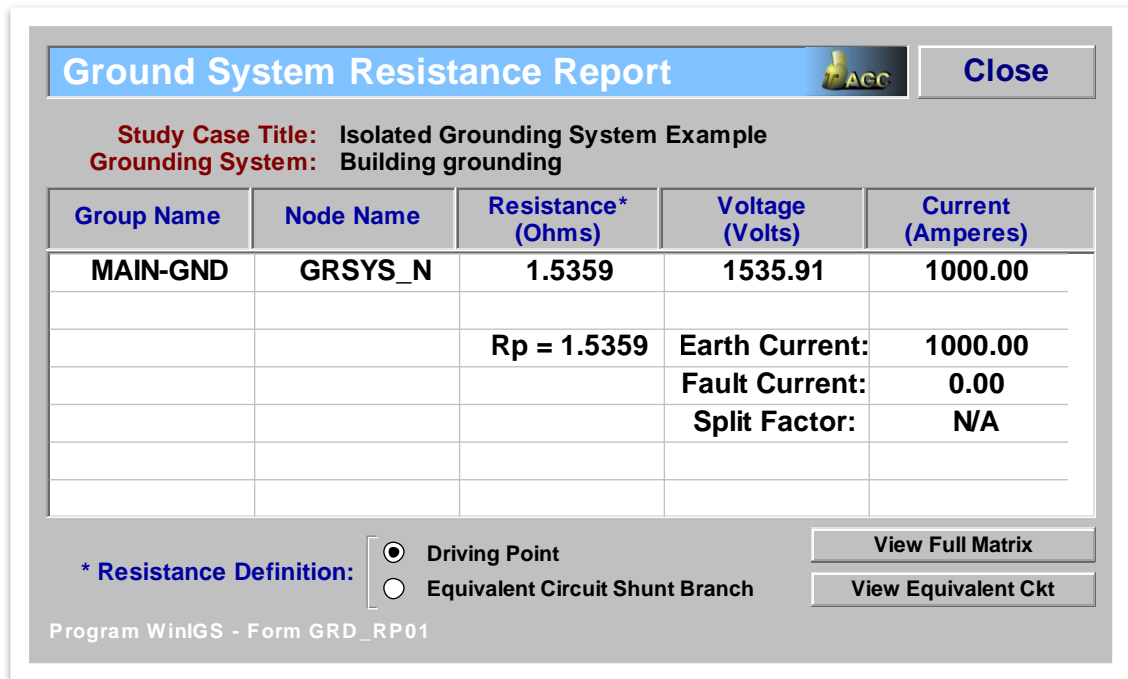 Ground System Resistance Report
AGC
Close
Study Case Title: Isolated Grounding System Example
Grounding System: Building grounding
Group Name Node Name Resistance* (Ohms) Voltage (Volts) Current (Amperes)
MAIN-GND GRSYS_N 1.5359 1535.91 1000.00
Rp = 1.5359 Earth Current: 1000.00
Fault Current: 0.00
Split Factor: N/A
* Resistance Definition:
Driving Point
Equivalent Circuit Shunt Branch
View Full Matrix
View Equivalent Ckt
Program WinIGS - Form GRD_RP01